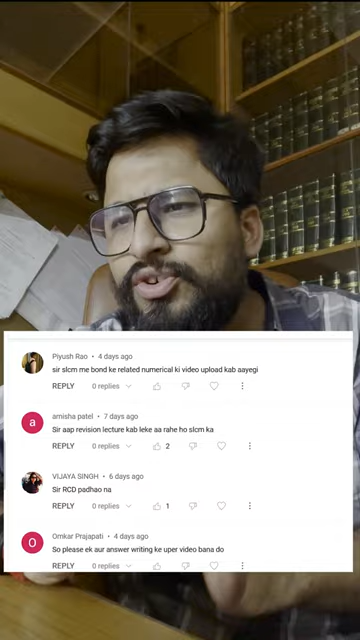 Piyush Rao • 4 days ago
sir slcm me bond ke related numerical ki video upload kab aayegi
REPLY 0 replies
a
amisha patel • 7 days ago
Sir aap revision lecture kab leke aa rahe ho slcm ka
REPLY 0 replies 2
VIJAYA SINGH • 6 days ago
Sir RCD padhao na
REPLY 0 replies 1
O
Omkar Prajapati • 4 days ago
So please ek aur answer writing ke uper video bana do
REPLY 0 replies